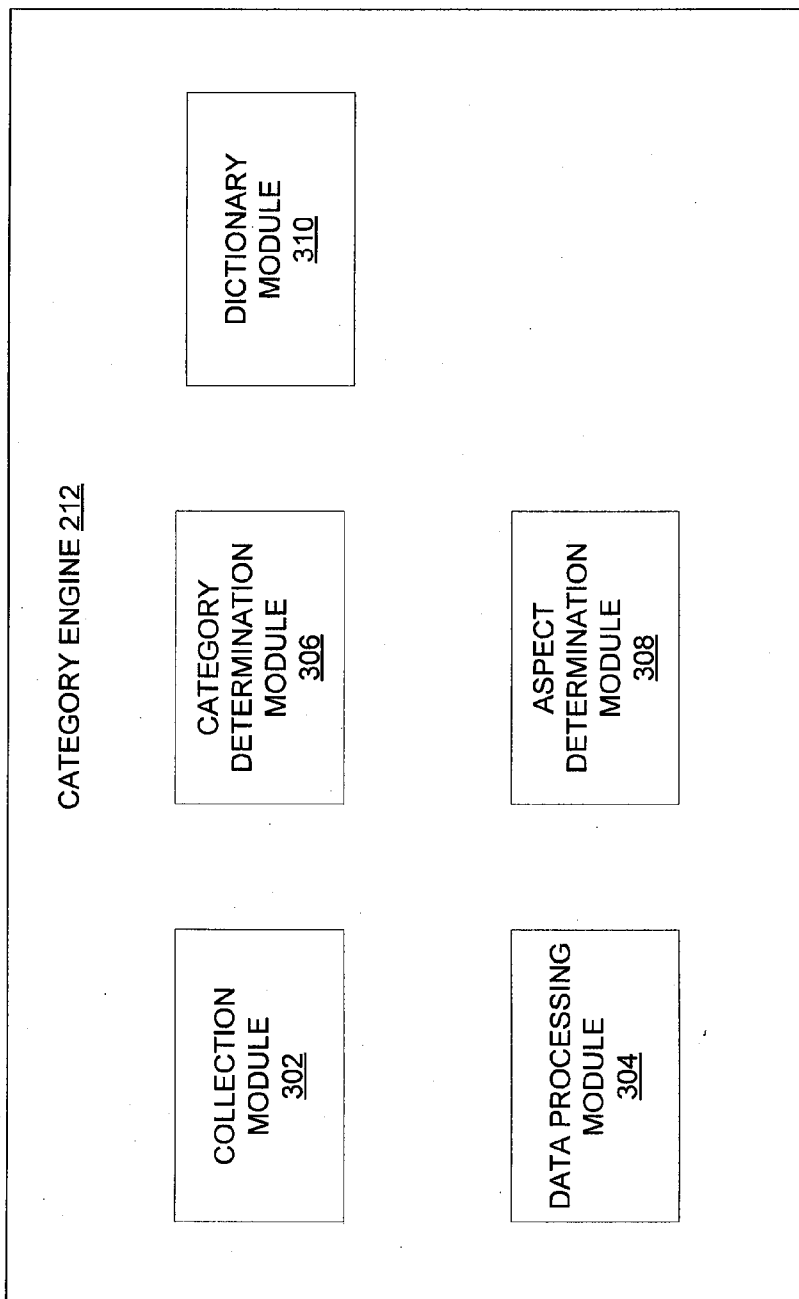 CATEGORY ENGINE 212
COLLECTION
MODULE
302
CATEGORY
DETERMINATION
MODULE
306
DICTIONARY
MODULE
310
DATA PROCESSING
MODULE
304
ASPECT
DETERMINATION
MODULE
308